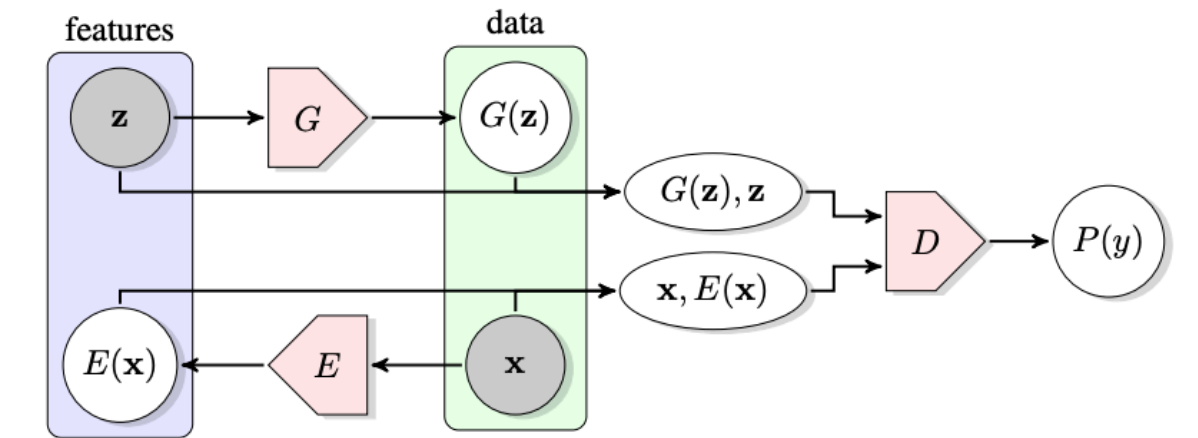 features
data
z
G
G(z)
G(z), z
D
P(y)
x, E(x)
E(x)
E
x